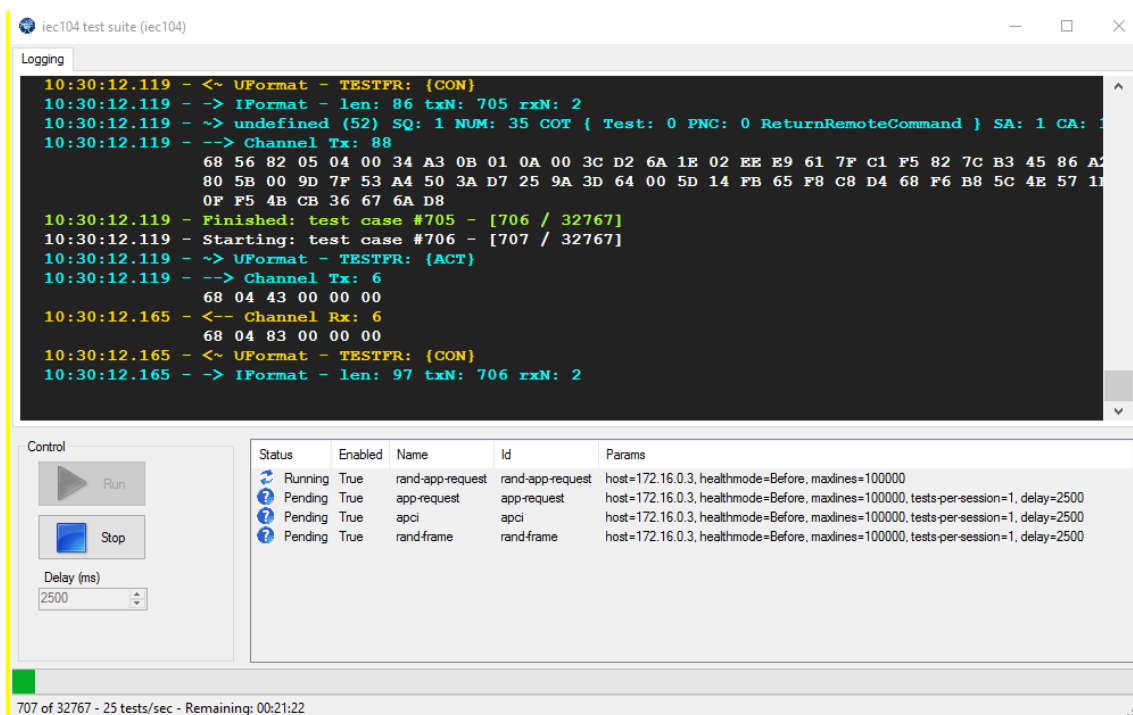 iec104 test suite (iec104)
Logging
10:30:12.119 - <~ UFormat - TESTFR: {CON}
10:30:12.119 - -> IFormat - len: 86 txN: 705 rxN: 2
10:30:12.119 - ~> undefined (52) SQ: 1 NUM: 35 COT { Test: 0 PNC: 0 ReturnRemoteCommand } SA: 1 CA:
10:30:12.119 - --> Channel Tx: 88
68 56 82 05 04 00 34 A3 0B 01 0A 00 3C D2 6A 1E 02 EE E9 61 7F C1 F5 82 7C B3 45 86
80 5B 00 9D 7F 53 A4 50 3A D7 25 9A 3D 64 00 5D 14 FB 65 F8 C8 D4 68 F6 B8 5C 4E 57
0F F5 4B CB 36 67 6A D8
10:30:12.119 - Finished: test case #705 - [706 / 32767]
10:30:12.119 - Starting: test case #706 - [707 / 32767]
10:30:12.119 - ~> UFormat - TESTFR: {ACT}
10:30:12.119 - --> Channel Tx: 6
68 04 43 00 00 00
10:30:12.165 - <-- Channel Rx: 6
68 04 83 00 00 00
10:30:12.165 - <~ UFormat - TESTFR: {CON}
10:30:12.165 - -> IFormat - len: 97 txN: 706 rxN: 2
Control
Run
Stop
Delay (ms)
2500
Status Enabled Name Id Params
Running True rand-app-request rand-app-request host=172.16.0.3, healthmode=Before, maxlines=100000
Pending True app-request app-request host=172.16.0.3, healthmode=Before, maxlines=100000, tests-per-session=1, delay=2500
Pending True apci apci host=172.16.0.3, healthmode=Before, maxlines=100000, tests-per-session=1, delay=2500
Pending True rand-frame rand-frame host=172.16.0.3, healthmode=Before, maxlines=100000, tests-per-session=1, delay=2500
707 of 32767 - 25 tests/sec - Remaining: 00:21:22